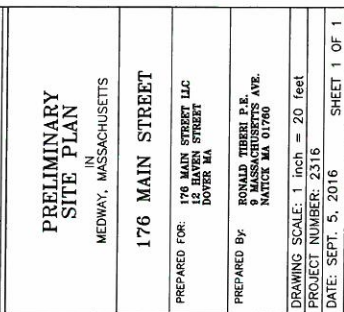 PRELIMINARY
SITE PLAN
IN
MEDWAY, MASSACHUSETTS
176 MAIN STREET
PREPARED FOR: 176 MAIN STREET LLC
12 HAVEN STREET
DOVER MA
PREPARED By: RONALD TIBERI P.E.
9 MASSACHUSETTS AVE.
NATICK MA 01760
DRAWING SCALE: 1 inch = 20 feet
PROJECT NUMBER: 2316
DATE: SEPT. 5, 2016 SHEET 1 OF 1